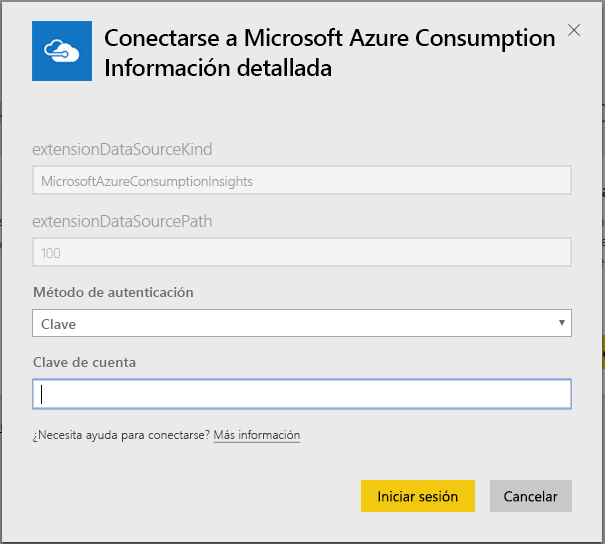 Conectarse a Microsoft Azure Consumption
Información detallada
extensionDataSourceKind
MicrosoftAzureConsumptionInsights
extensionDataSourcePath
100
Método de autenticación
Clave
Clave de cuenta
¿Necesita ayuda para conectarse? Más información
Iniciar sesión Cancelar